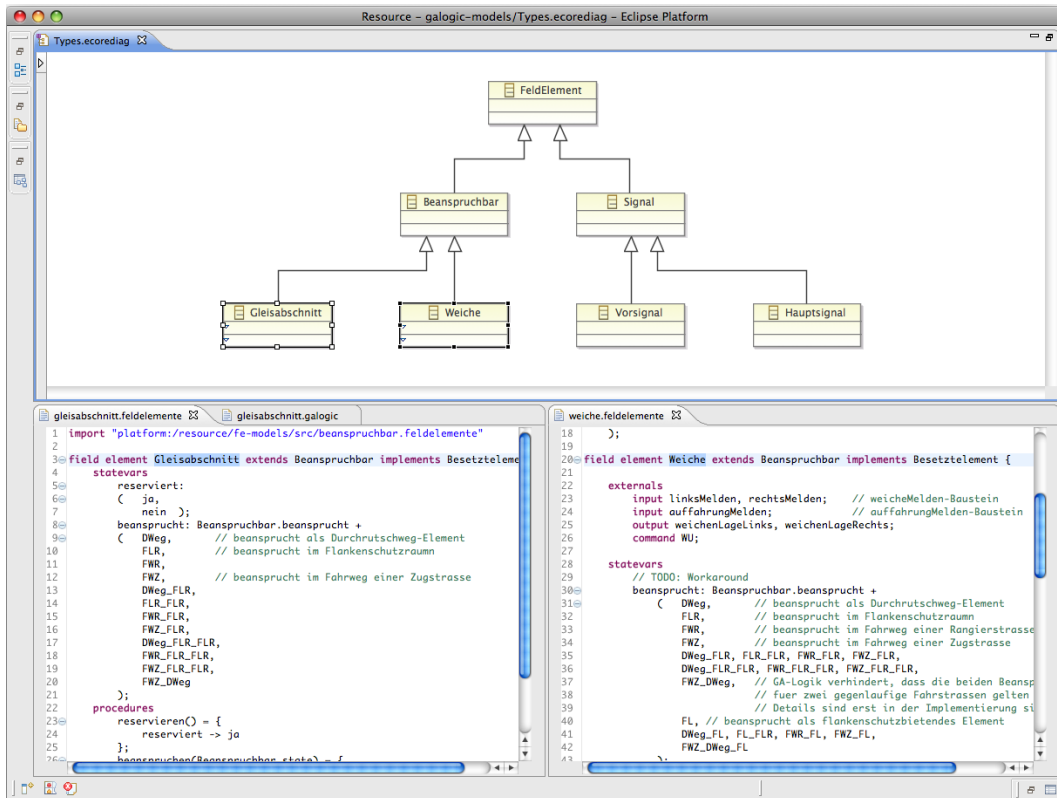 Resource - galogic-models/Types.ecorediag - Eclipse Platform
Types.ecorediag
FeldElement
Beanspruchbar
Signal
Gleisabschnitt
Weiche
Vorsignal
Hauptsignal
gleisabschnitt.feldelemente
gleisabschnitt.galogic
1 import "platform:/resource/fe-models/src/beanspruchbar.feldelemente"
2
3 field element Gleisabschnitt extends Beanspruchbar implements Besetzteleme
4 statevars
5 reserviert:
6 ( ja,
7 nein );
8 beansprucht: Beanspruchbar.beansprucht +
9 ( DWeg, // beansprucht als Durchrutschweg-Element
10 FLR, // beansprucht im Flankenschutzraumn
11 FWR,
12 FWZ, // beansprucht im Fahrweg einer Zugstrasse
13 DWeg_FLR,
14 FLR_FLR,
15 FWR_FLR,
16 FWZ_FLR,
17 DWeg_FLR_FLR,
18 FWR_FLR_FLR,
19 FWZ_FLR_FLR,
20 FWZ_DWeg
21 );
22 procedures
23 reservieren() = {
24 reserviert -> ja
25 };
26 beanspruchen(Beanspruchbar.state) = {
weiche.feldelemente
18 );
19
20 field element Weiche extends Beanspruchbar implements Besetztelement {
21
22 externals
23 input linksMelden, rechtsMelden; // weicheMelden-Baustein
24 input auffahrungMelden; // auffahrungMelden-Baustein
25 output weichenLageLinks, weichenLageRechts;
26 command WU;
27
28 statevars
29 // TODO: Workaround
30 beansprucht: Beanspruchbar.beansprucht +
31 ( DWeg, // beansprucht als Durchrutschweg-Element
32 FLR, // beansprucht im Flankenschutzraumn
33 FWR, // beansprucht im Fahrweg einer Rangierstrasse
34 FWZ, // beansprucht im Fahrweg einer Zugstrasse
35 DWeg_FLR, FLR_FLR, FWR_FLR, FWZ_FLR,
36 DWeg_FLR_FLR, FWR_FLR_FLR, FWZ_FLR_FLR,
37 FWZ_DWeg, // GA-Logik verhindert, dass die beiden Beansp
38 // fuer zwei gegenlaufige Fahrstrassen gelten
39 // Details sind erst in der Implementierung si
40 FL, // beansprucht als flankenschutzbietendes Element
41 DWeg_FL, FL_FLR, FWR_FL, FWZ_FL,
42 FWZ_DWeg_FL
43 );